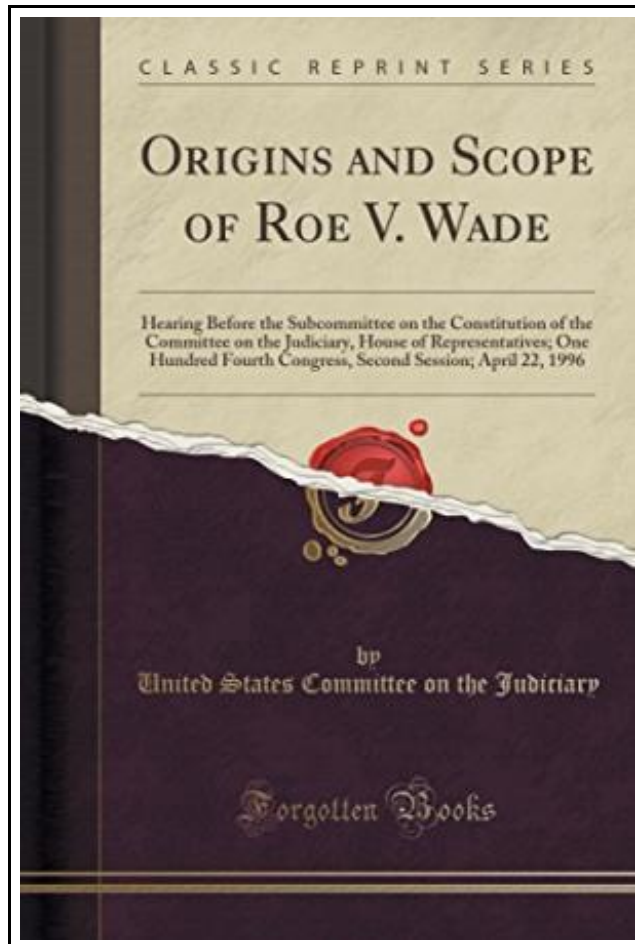 CLASSIC REPRINT SERIES
ORIGINS AND SCOPE
OF ROE V. WADE
Hearing Before the Subcommittee on the Constitution of the
Committee on the Judiciary, House of Representatives; One
Hundred Fourth Congress, Second Session; April 22, 1996
by
United States Committee on the Judiciary
Forgotten Books